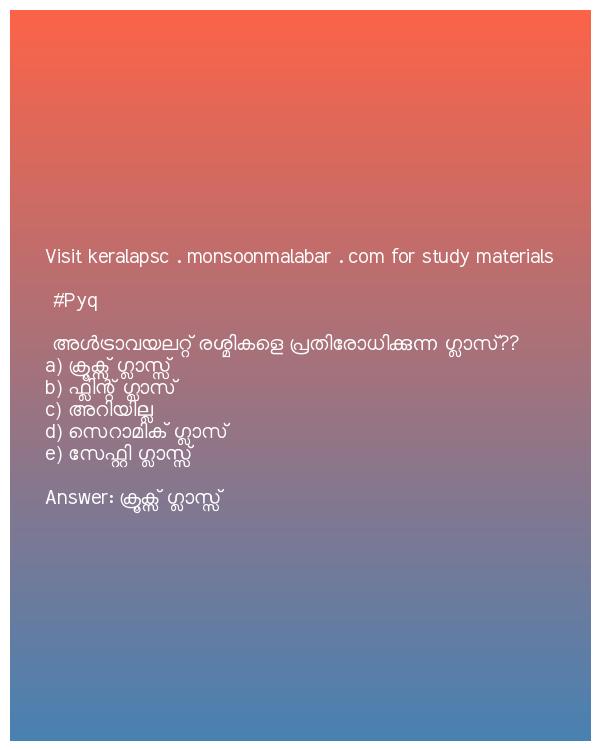 Visit keralapsc . monsoonmalabar . com for study materials
#Pyq
അൾട്രാവയലറ്റ് രശ്മികളെ പ്രതിരോധിക്കുന്ന ഗ്ലാസ്??
a) ക്രൂക്സ് ഗ്ലാസ്സ്
b) ഫ്ലിന്റ് ഗ്ലാസ്
c) അറിയില്ല
d) സെറാമിക് ഗ്ലാസ്
e) സേഫ്റ്റി ഗ്ലാസ്സ്
Answer: ക്രൂക്സ് ഗ്ലാസ്സ്